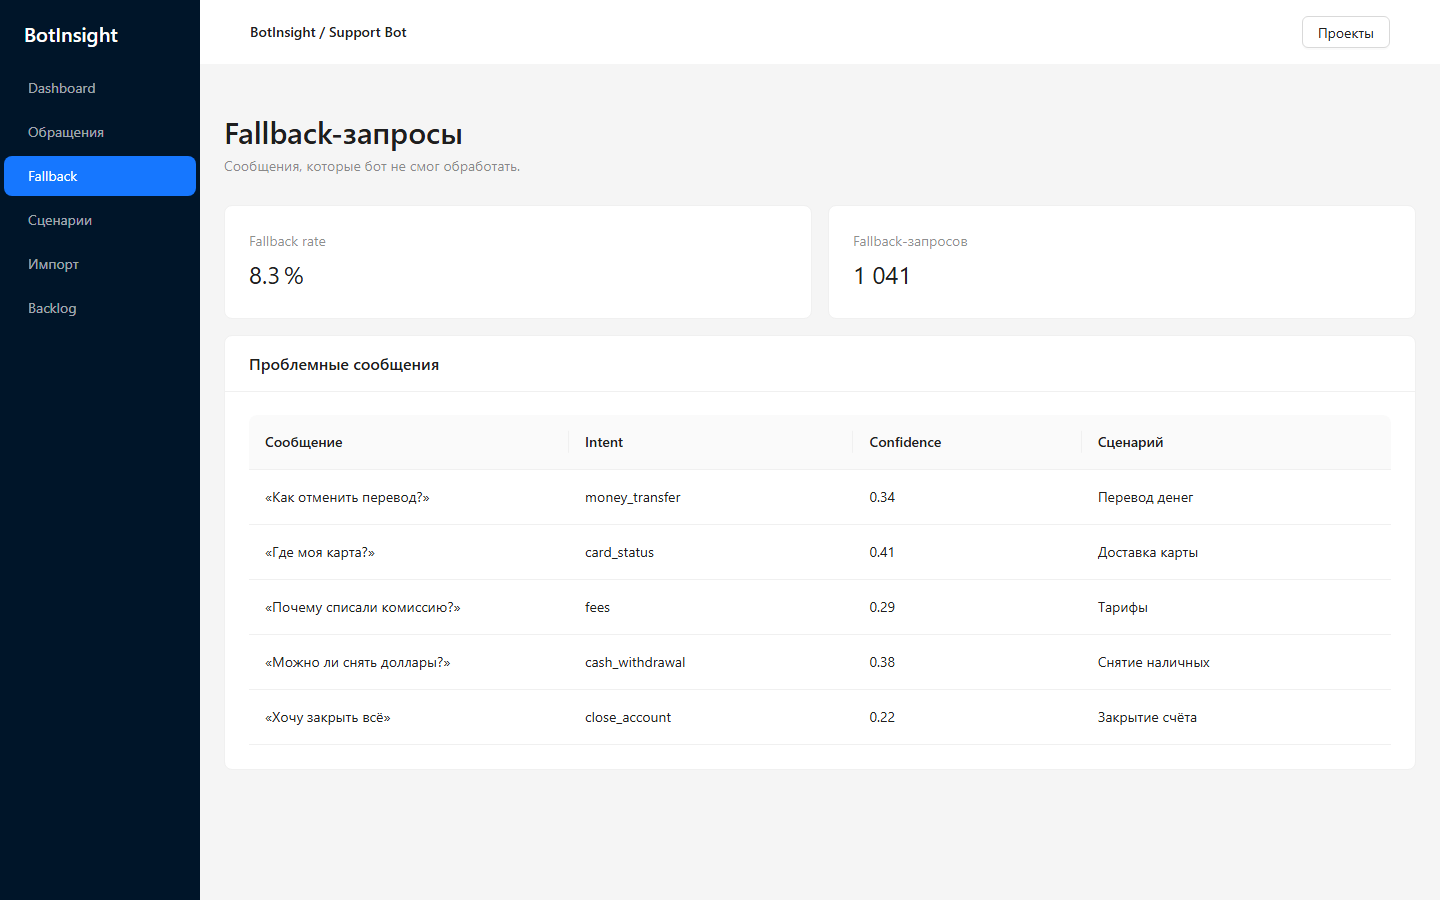 BotInsight
BotInsight / Support Bot
Проекты
Dashboard
Обращения
Fallback
Сценарии
Импорт
Backlog
Fallback-запросы
Сообщения, которые бот не смог обработать.
Fallback rate
8.3 %
Fallback-запросов
1 041
Проблемные сообщения
Сообщение Intent Confidence Сценарий
«Как отменить перевод?» money_transfer 0.34 Перевод денег
«Где моя карта?» card_status 0.41 Доставка карты
«Почему списали комиссию?» fees 0.29 Тарифы
«Можно ли снять доллары?» cash_withdrawal 0.38 Снятие наличных
«Хочу закрыть всё» close_account 0.22 Закрытие счёта